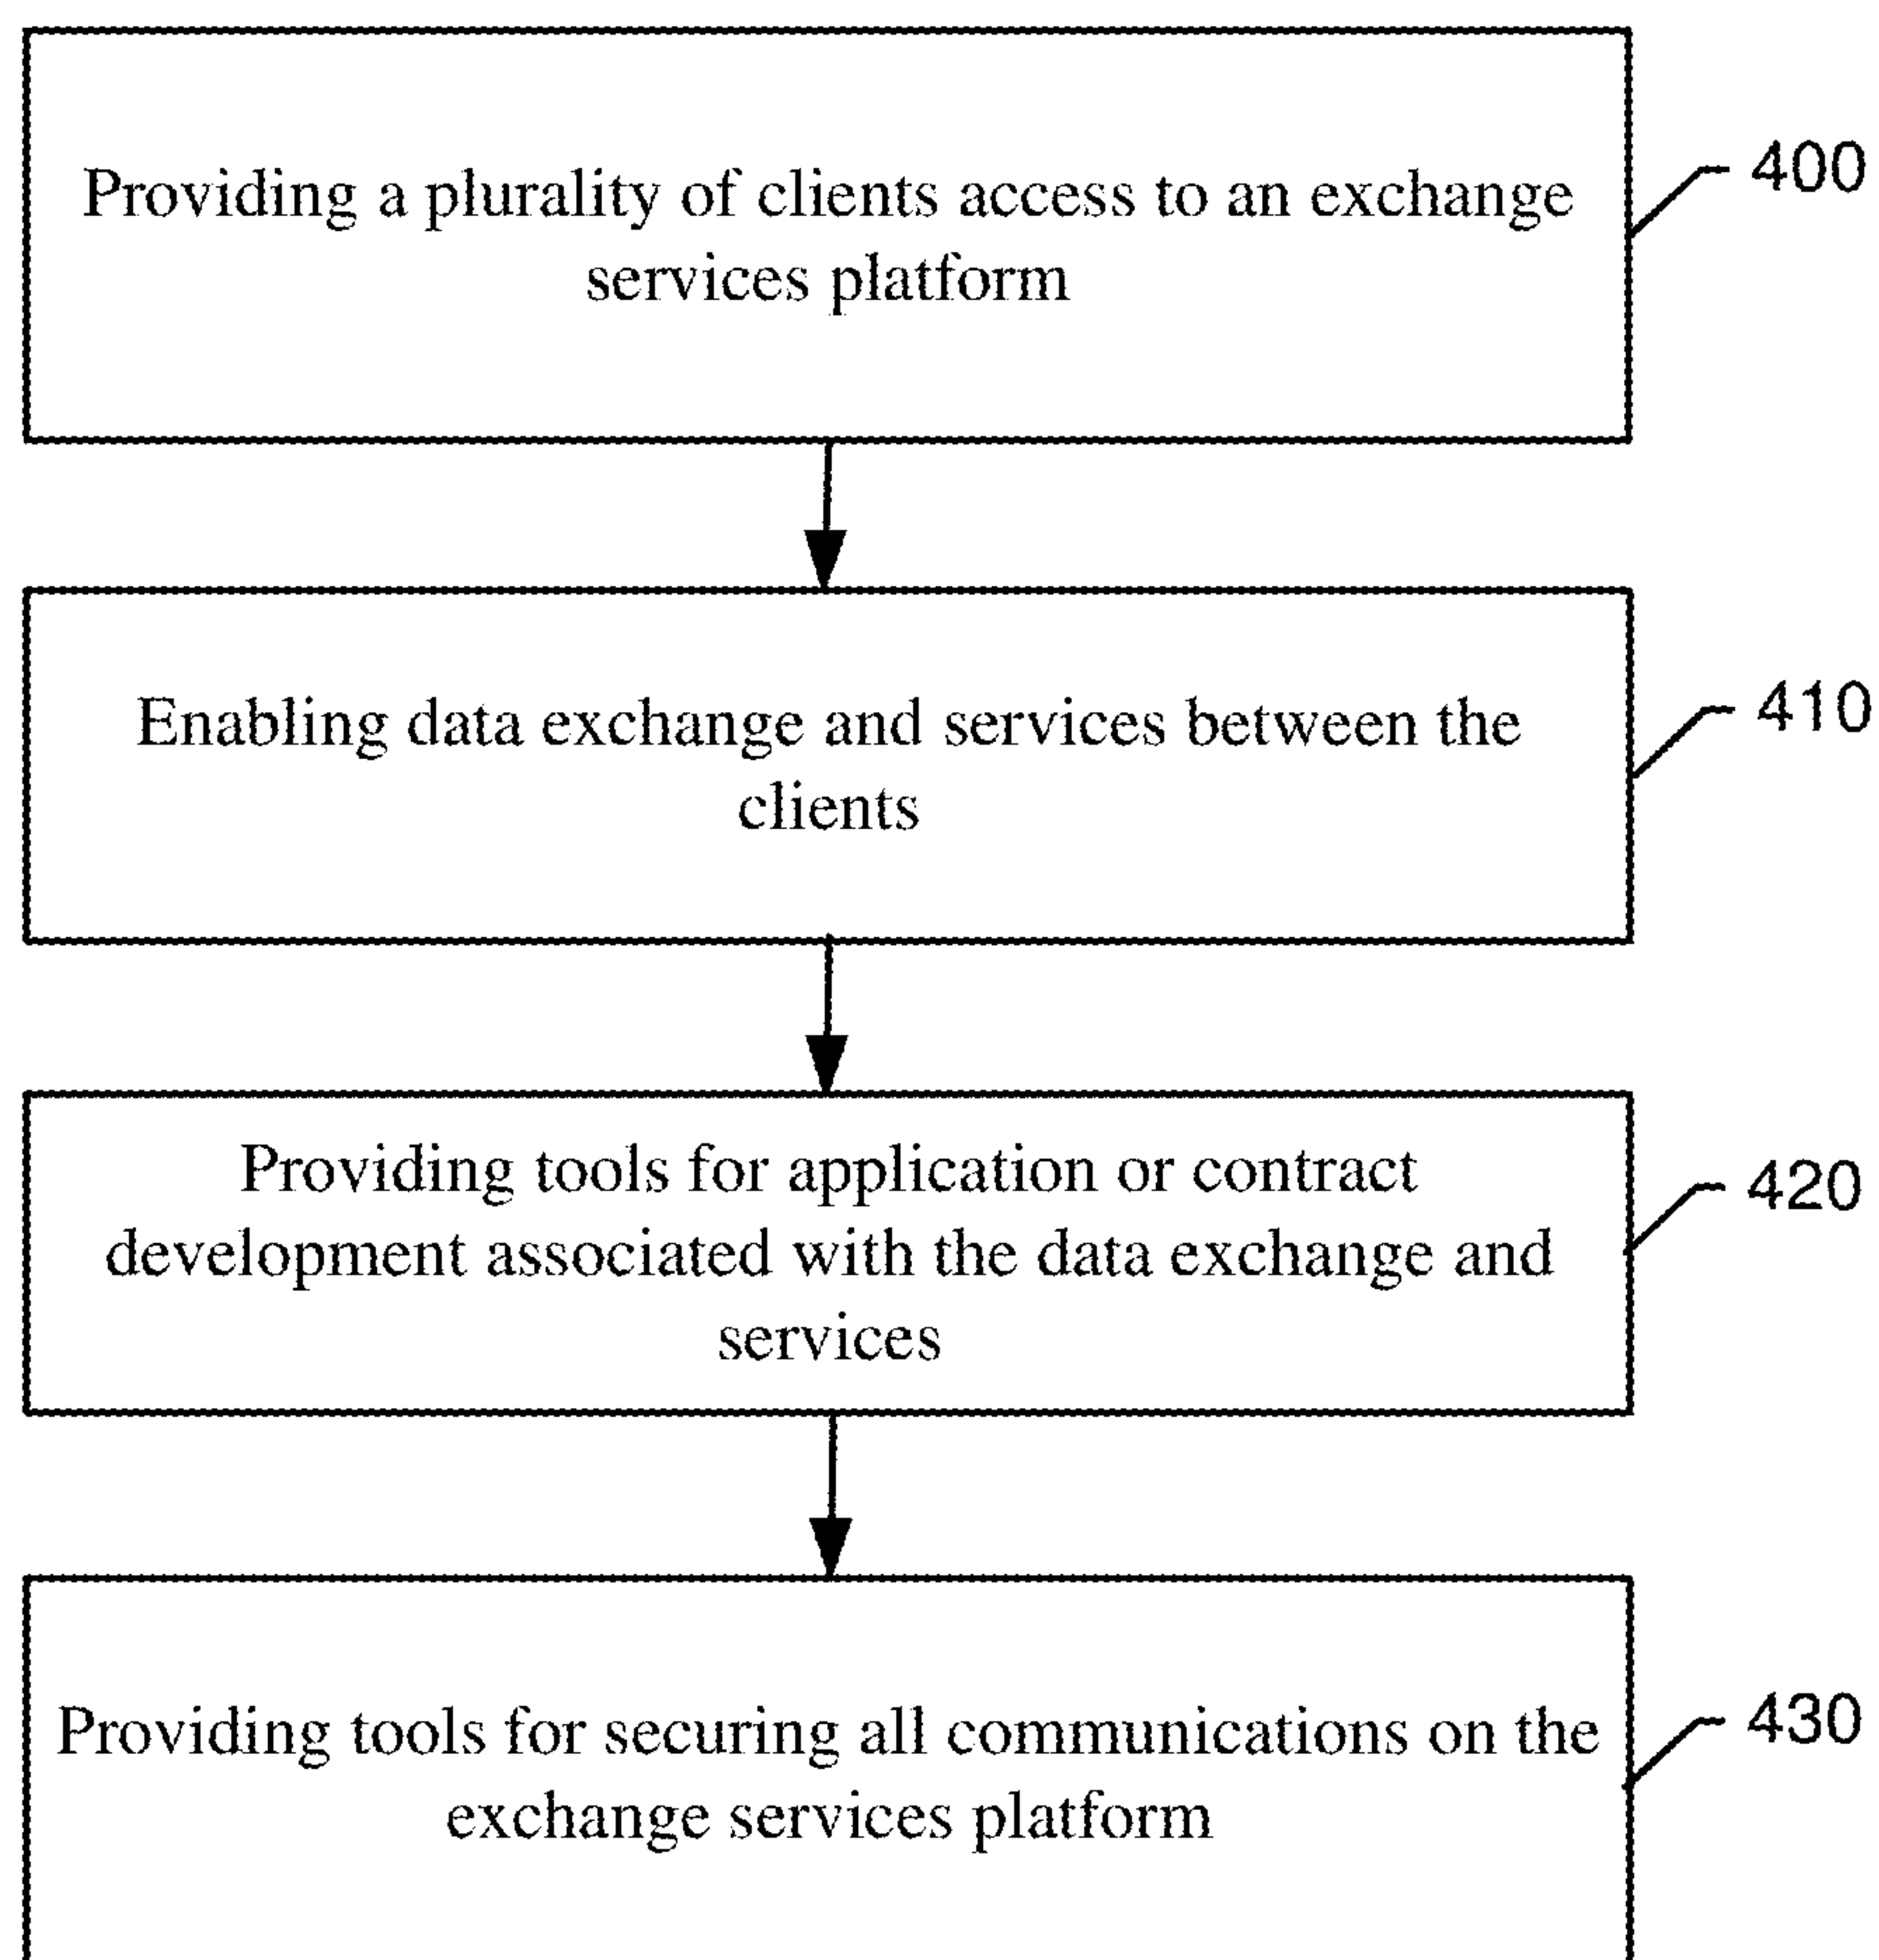 Providing a plurality of clients access to an exchange
services platform
400
Enabling data exchange and services between the
clients
410
Providing tools for application or contract
development associated with the data exchange and
services
420
Providing tools for securing all communications on the
exchange services platform
430